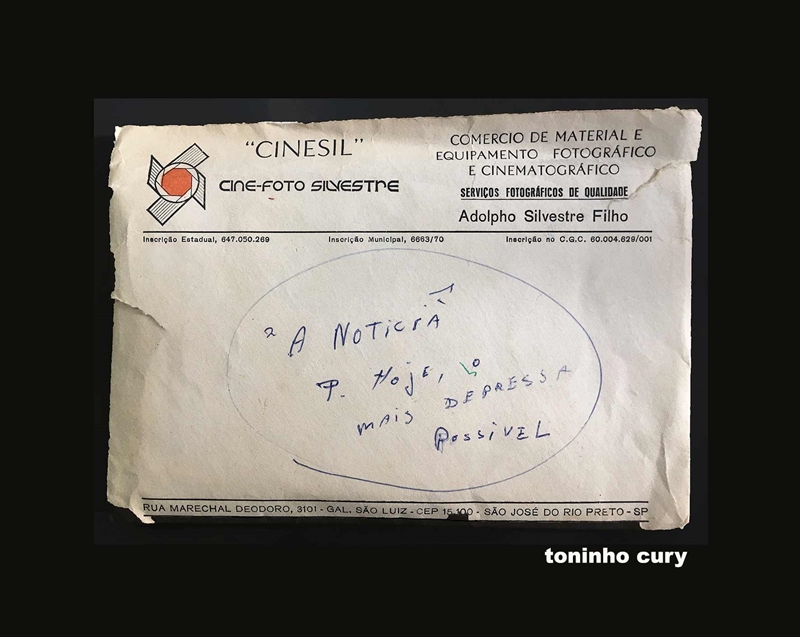 "CINESIL"
CINE-FOTO SILVESTRE
COMERCIO DE MATERIAL E
EQUIPAMENTO FOTOGRÁFICO
E CINEMATOGRÁFICO
SERVIÇOS FOTOGRÁFICOS DE QUALIDADE
Adolpho Silvestre Filho
Inscrição Estadual, 647.050.269 Inscrição Municipal, 6663/70 Inscrição no C.G.C. 60.004.629/001
"A NOTICIA"
P. Hoje, o
MAIS DEPRESSA
POSSIVEL
RUA MARECHAL DEODORO, 3101 - GAL. SÃO LUIZ - CEP 15.100 - SÃO JOSÉ DO RIO PRETO - SP
toninho cury